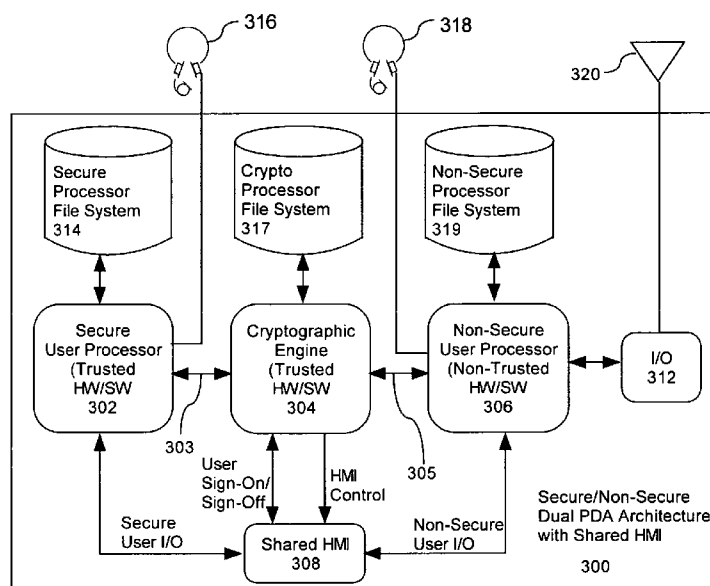 316
318
320
Secure
Processor
File System
314
Crypto
Processor
File System
317
Non-Secure
Processor
File System
319
Secure
User Processor
(Trusted
HW/SW
302
Cryptographic
Engine
(Trusted
HW/SW
304
Non-Secure
User Processor
(Non-Trusted
HW/SW
306
I/O
312
303
305
User
Sign-On/
Sign-Off
HMI
Control
Secure
User I/O
Non-Secure
User I/O
Shared HMI
308
Secure/Non-Secure
Dual PDA Architecture
with Shared HMI
300